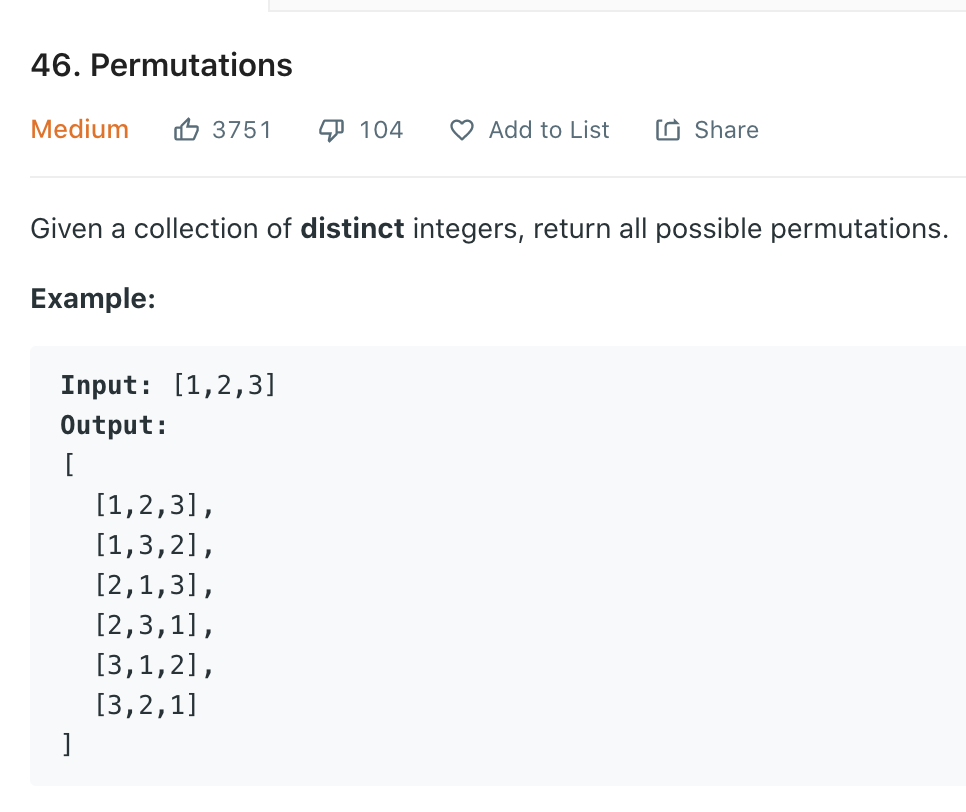 46. Permutations
Medium 3751 104 Add to List Share
Given a collection of distinct integers, return all possible permutations.
Example:
Input: [1,2,3]
Output:
[
  [1,2,3],
  [1,3,2],
  [2,1,3],
  [2,3,1],
  [3,1,2],
  [3,2,1]
]